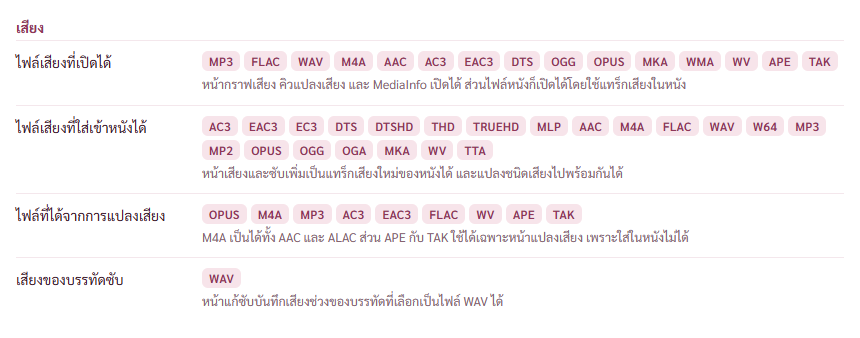 เสียง
ไฟล์เสียงที่เปิดได้ MP3 FLAC WAV M4A AAC AC3 EAC3 DTS OGG OPUS MKA WMA WV APE TAK
หน้ากราฟเสียง คิวแปลงเสียง และ MediaInfo เปิดได้ ส่วนไฟล์หนังก็เปิดได้โดยใช้แทร็กเสียงในหนัง
ไฟล์เสียงที่ใส่เข้าหนังได้ AC3 EAC3 EC3 DTS DTSHD THD TRUEHD MLP AAC M4A FLAC WAV W64 MP3
MP2 OPUS OGG OGA MKA WV TTA
หน้าเสียงและซับเพิ่มเป็นแทร็กเสียงใหม่ของหนังได้ และแปลงชนิดเสียงไปพร้อมกันได้
ไฟล์ที่ได้จากการแปลงเสียง OPUS M4A MP3 AC3 EAC3 FLAC WV APE TAK
M4A เป็นได้ทั้ง AAC และ ALAC ส่วน APE กับ TAK ใช้ได้เฉพาะหน้าแปลงเสียง เพราะใส่ในหนังไม่ได้
เสียงของบรรทัดซับ WAV
หน้าแก้ซับบันทึกเสียงช่วงของบรรทัดที่เลือกเป็นไฟล์ WAV ได้